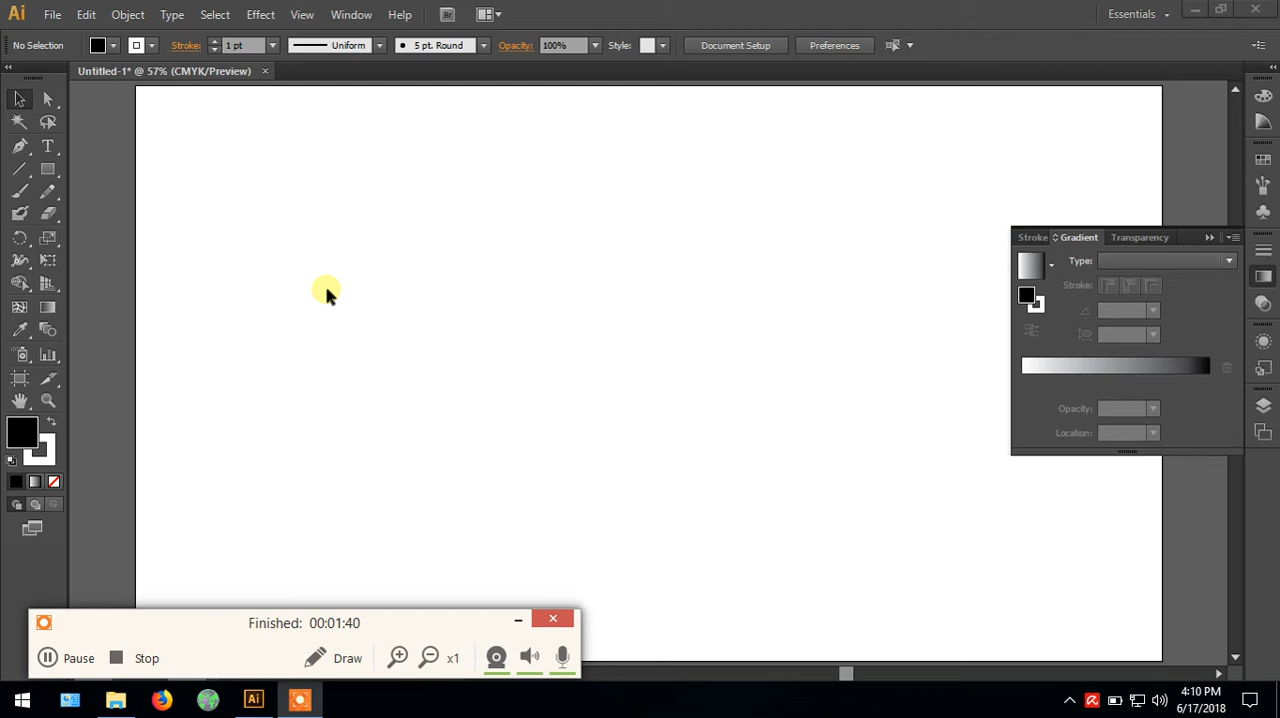 Ai File Edit Object Type Select Effect View Window Help Br Essentials
No Selection Stroke: 1 pt Uniform 5 pt. Round Opacity: 100% Style: Document Setup Preferences
Untitled-1* @ 57% (CMYK/Preview)
Stroke Gradient Transparency
Type:
Stroke:
Opacity:
Location:
Finished: 00:01:40
Pause Stop Draw x1
Ai
4:10 PM
6/17/2018